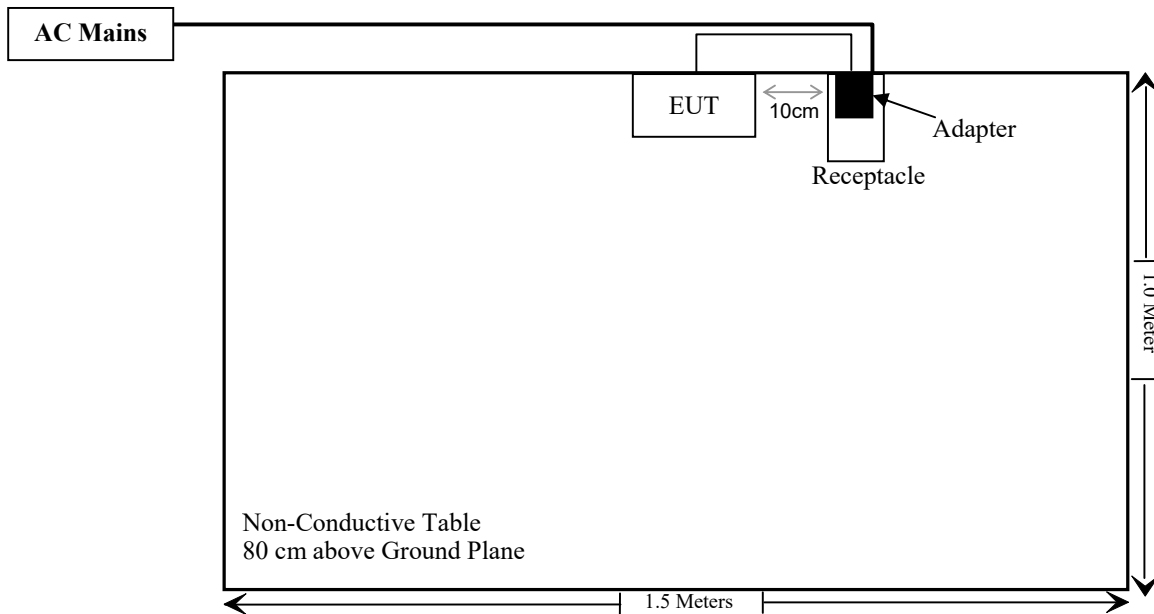 AC Mains
EUT
10cm
Adapter
Receptacle
1.0 Meter
Non-Conductive Table
80 cm above Ground Plane
1.5 Meters